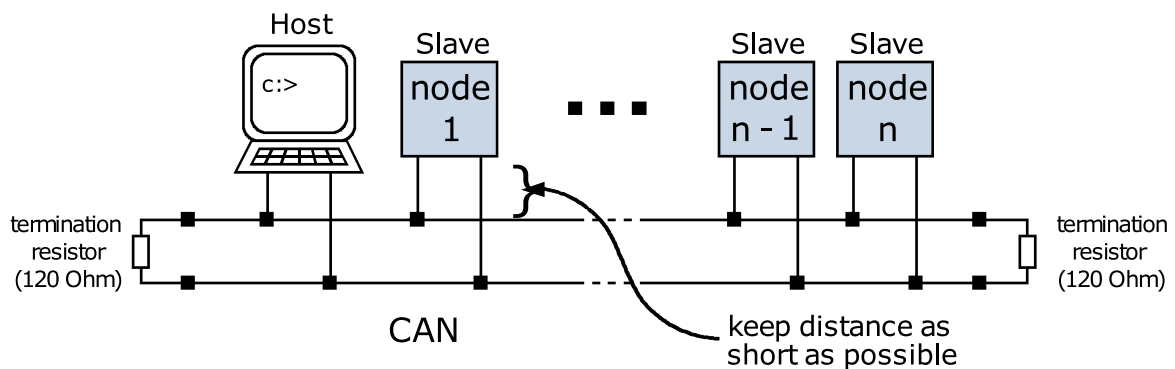 Host
c:>
Slave
node
1
Slave
node
n - 1
Slave
node
n
termination
resistor
(120 Ohm)
termination
resistor
(120 Ohm)
CAN
keep distance as
short as possible